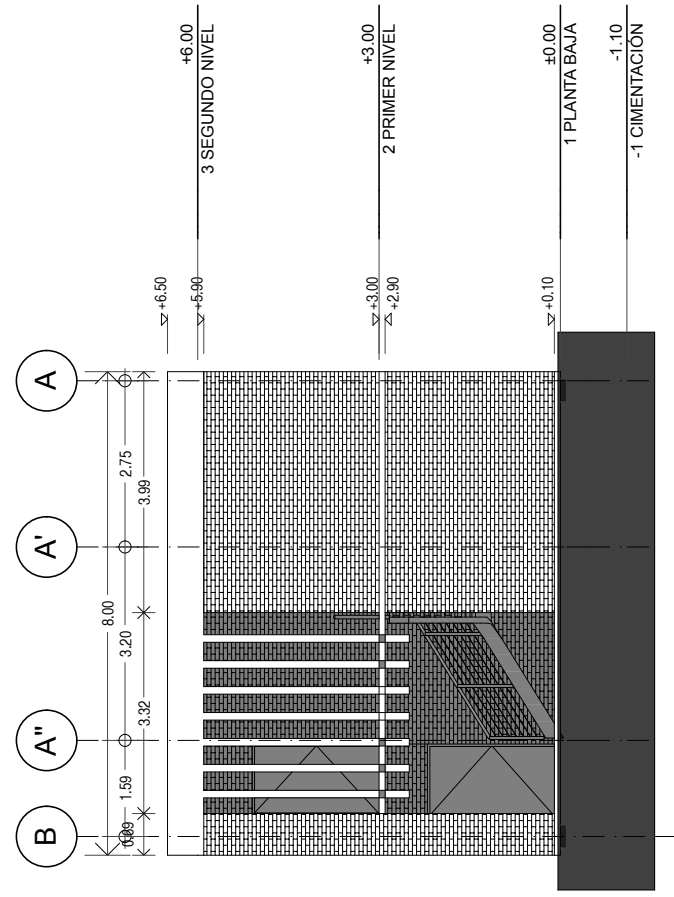 B
A''
A'
A
8.00
1.59
3.20
2.75
0.69
3.32
3.99
+6.50
+5.90
+3.00
+2.90
+0.10
+6.00
3 SEGUNDO NIVEL
+3.00
2 PRIMER NIVEL
±0.00
1 PLANTA BAJA
-1.10
-1 CIMENTACIÓN